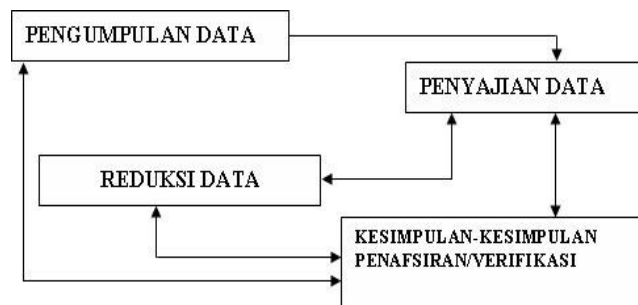 PENGUMPULAN DATA
PENYAJIAN DATA
REDUKSI DATA
KESIMPULAN-KESIMPULAN
PENAFSIRAN/VERIFIKASI